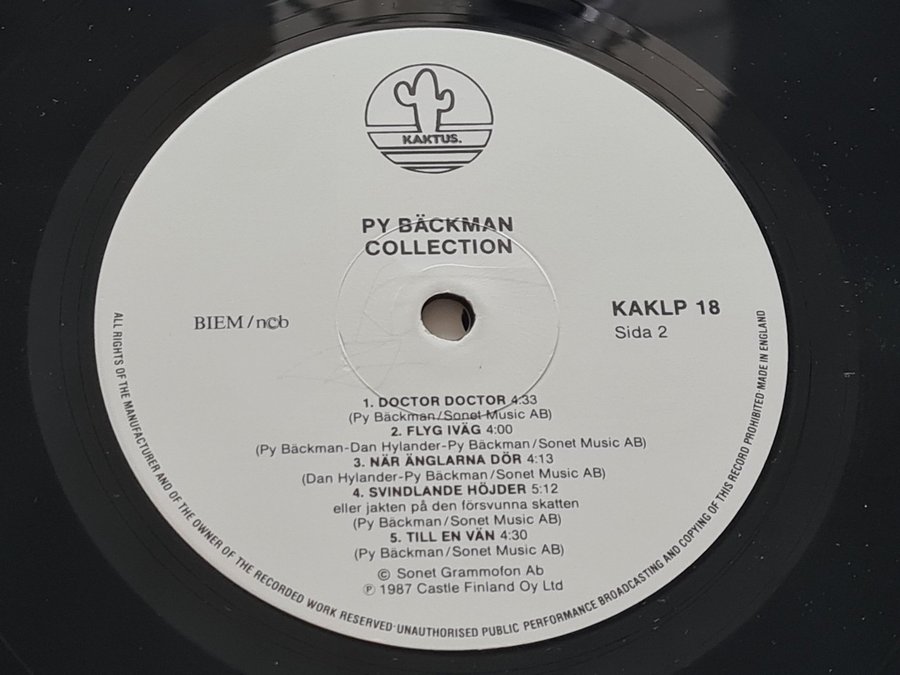 KAKTUS.
PY BÄCKMAN
COLLECTION
BIEM/ncb
KAKLP 18
Sida 2
1. DOCTOR DOCTOR 4:33
(Py Bäckman/Sonet Music AB)
2. FLYG IVÄG 4:00
(Py Bäckman-Dan Hylander-Py Bäckman/Sonet Music AB)
3. NÄR ÄNGLARNA DÖR 4:13
(Dan Hylander-Py Bäckman/Sonet Music AB)
4. SVINDLANDE HÖJDER 5:12
eller jakten på den försvunna skatten
(Py Bäckman/Sonet Music AB)
5. TILL EN VÄN 4:30
(Py Bäckman/Sonet Music AB)
© Sonet Grammofon Ab
℗ 1987 Castle Finland Oy Ltd
ALL RIGHTS OF THE MANUFACTURER AND OF THE OWNER OF THE RECORDED WORK RESERVED·UNAUTHORISED PUBLIC PERFORMANCE BROADCASTING AND COPYING OF THIS RECORD PROHIBITED·MADE IN ENGLAND